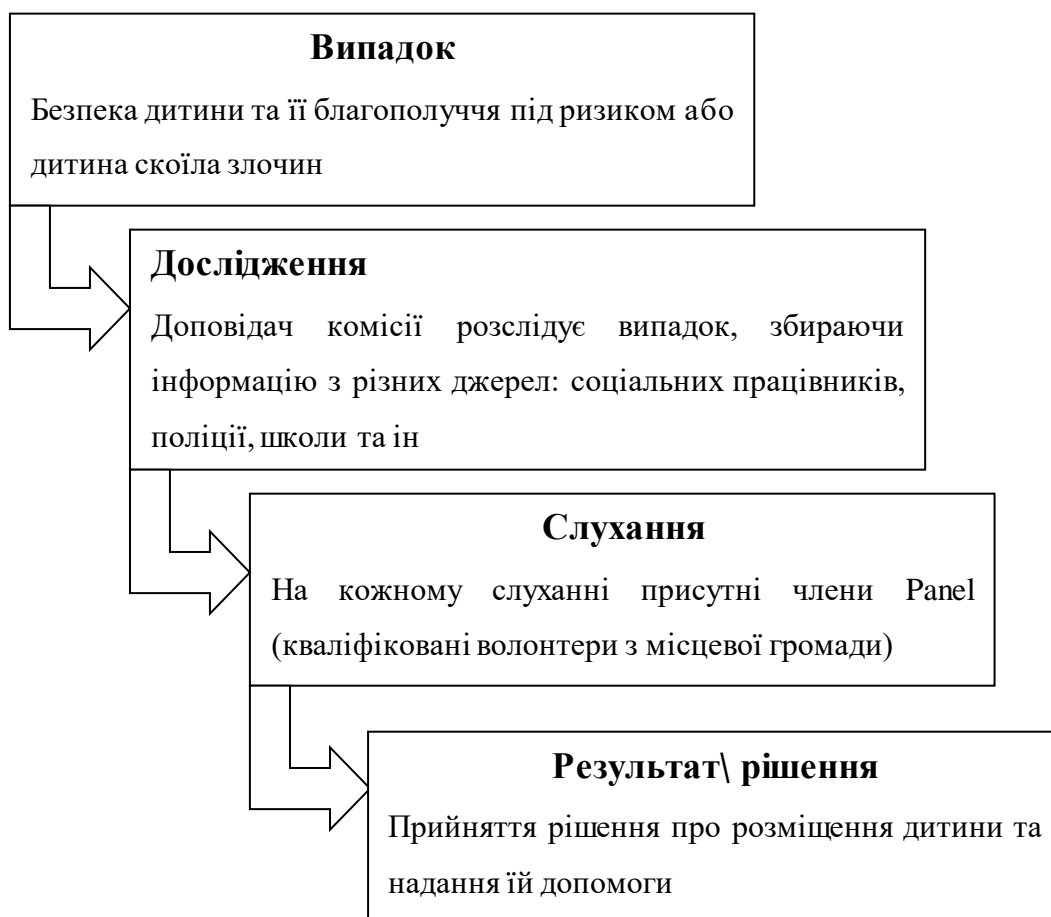 Випадок
Безпека дитини та її благополуччя під ризиком або
дитина скоїла злочин
Дослідження
Доповідач комісії розслідує випадок, збираючи
інформацію з різних джерел: соціальних працівників,
поліції, школи та ін
Слухання
На кожному слуханні присутні члени Panel
(кваліфіковані волонтери з місцевої громади)
Результат\ рішення
Прийняття рішення про розміщення дитини та
надання їй допомоги